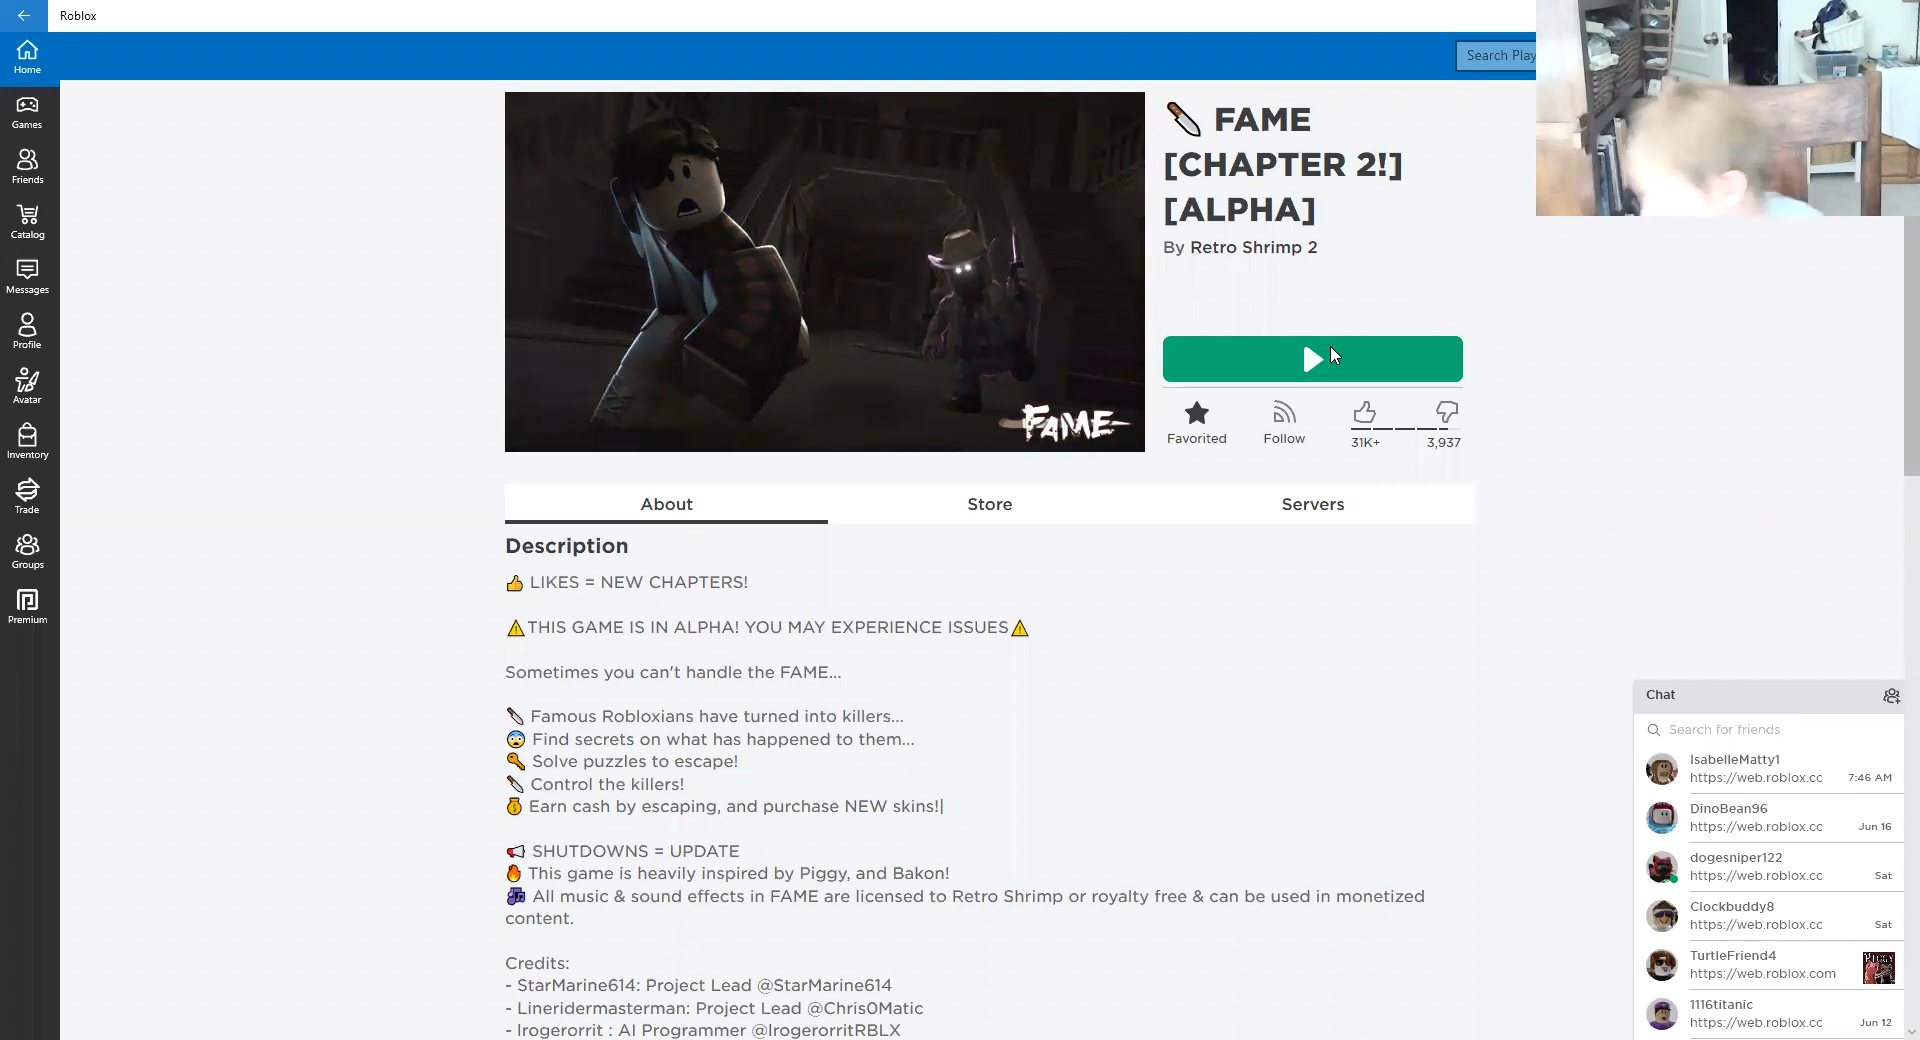 Roblox
Home
Search Play
Games
Friends
Catalog
Messages
Profile
Avatar
Inventory
Trade
Groups
Premium
FAME
FAME
[CHAPTER 2!]
[ALPHA]
By Retro Shrimp 2
Favorited
Follow
31K+
3,937
About
Store
Servers
Description
👍 LIKES = NEW CHAPTERS!
⚠THIS GAME IS IN ALPHA! YOU MAY EXPERIENCE ISSUES⚠
Sometimes you can't handle the FAME...
🔪 Famous Robloxians have turned into killers...
😨 Find secrets on what has happened to them...
🔑 Solve puzzles to escape!
🔪 Control the killers!
💰 Earn cash by escaping, and purchase NEW skins!|
📢 SHUTDOWNS = UPDATE
🔥 This game is heavily inspired by Piggy, and Bakon!
🎶 All music & sound effects in FAME are licensed to Retro Shrimp or royalty free & can be used in monetized
content.
Credits:
- StarMarine614: Project Lead @StarMarine614
- Lineridermasterman: Project Lead @Chris0Matic
- Irogerorrit : AI Programmer @IrogerorritRBLX
Chat
Search for friends
IsabelleMatty1
https://web.roblox.cc 7:46 AM
DinoBean96
https://web.roblox.cc Jun 16
dogesniper122
https://web.roblox.cc Sat
Clockbuddy8
https://web.roblox.cc Sat
TurtleFriend4
https://web.roblox.com
PIGGY
1116titanic
https://web.roblox.cc Jun 12